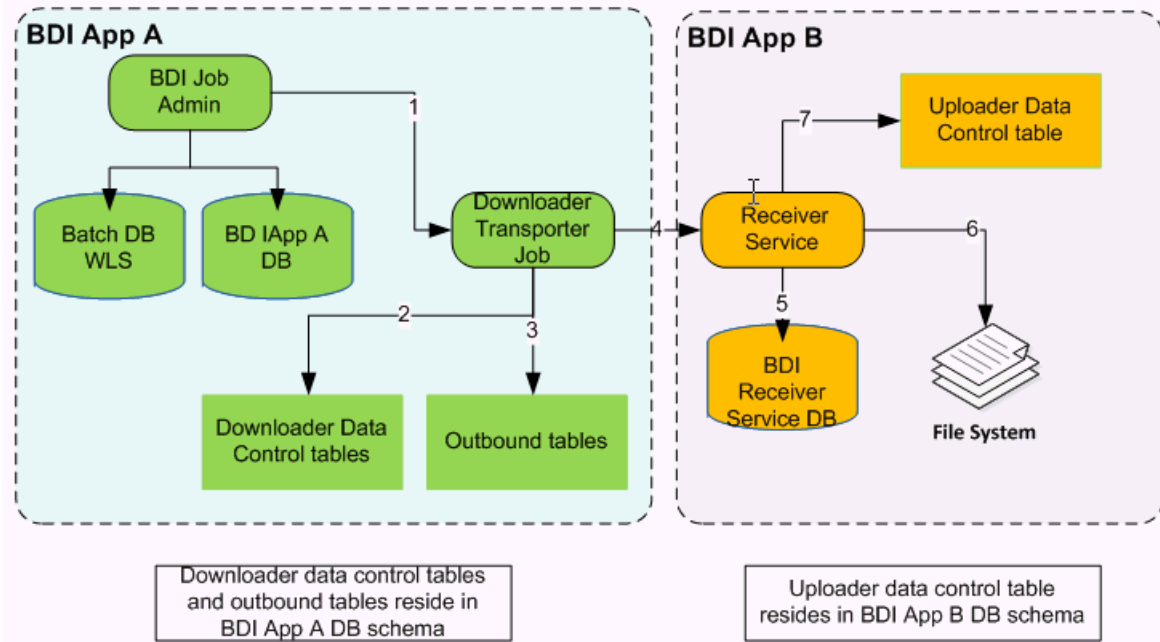 BDI App A
BDI Job
Admin
1
Batch DB
WLS
BD IApp A
DB
Downloader
Transporter
Job
2
3
Downloader Data
Control tables
Outbound tables
4
BDI App B
7
Uploader Data
Control table
Receiver
Service
6
5
BDI
Receiver
Service DB
File System
Downloader data control tables
and outbound tables reside in
BDI App A DB schema
Uploader data control table
resides in BDI App B DB schema